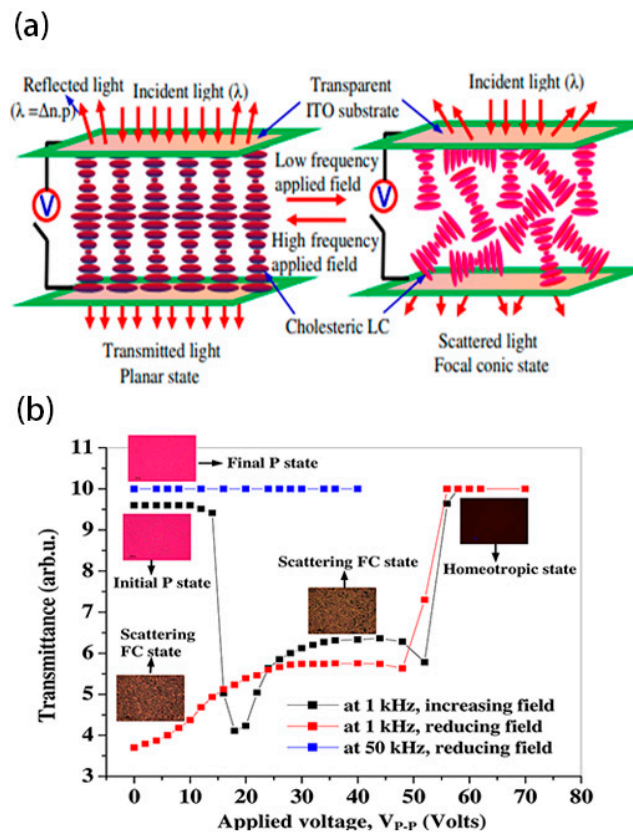 (a)
Reflected light
(λ =Δn.p)
Incident light (λ)
Transparent
ITO substrate
Incident light (λ)
V
Low frequency
applied field
High frequency
applied field
V
Cholesteric LC
Transmitted light
Planar state
Scattered light
Focal conic state
(b)
Transmittance (arb.u.)
11
10
9
8
7
6
5
4
3
Final P state
Initial P state
Scattering
FC state
Scattering FC state
Homeotropic state
at 1 kHz, increasing field
at 1 kHz, reducing field
at 50 kHz, reducing field
0 10 20 30 40 50 60 70 80
Applied voltage, VP-P (Volts)